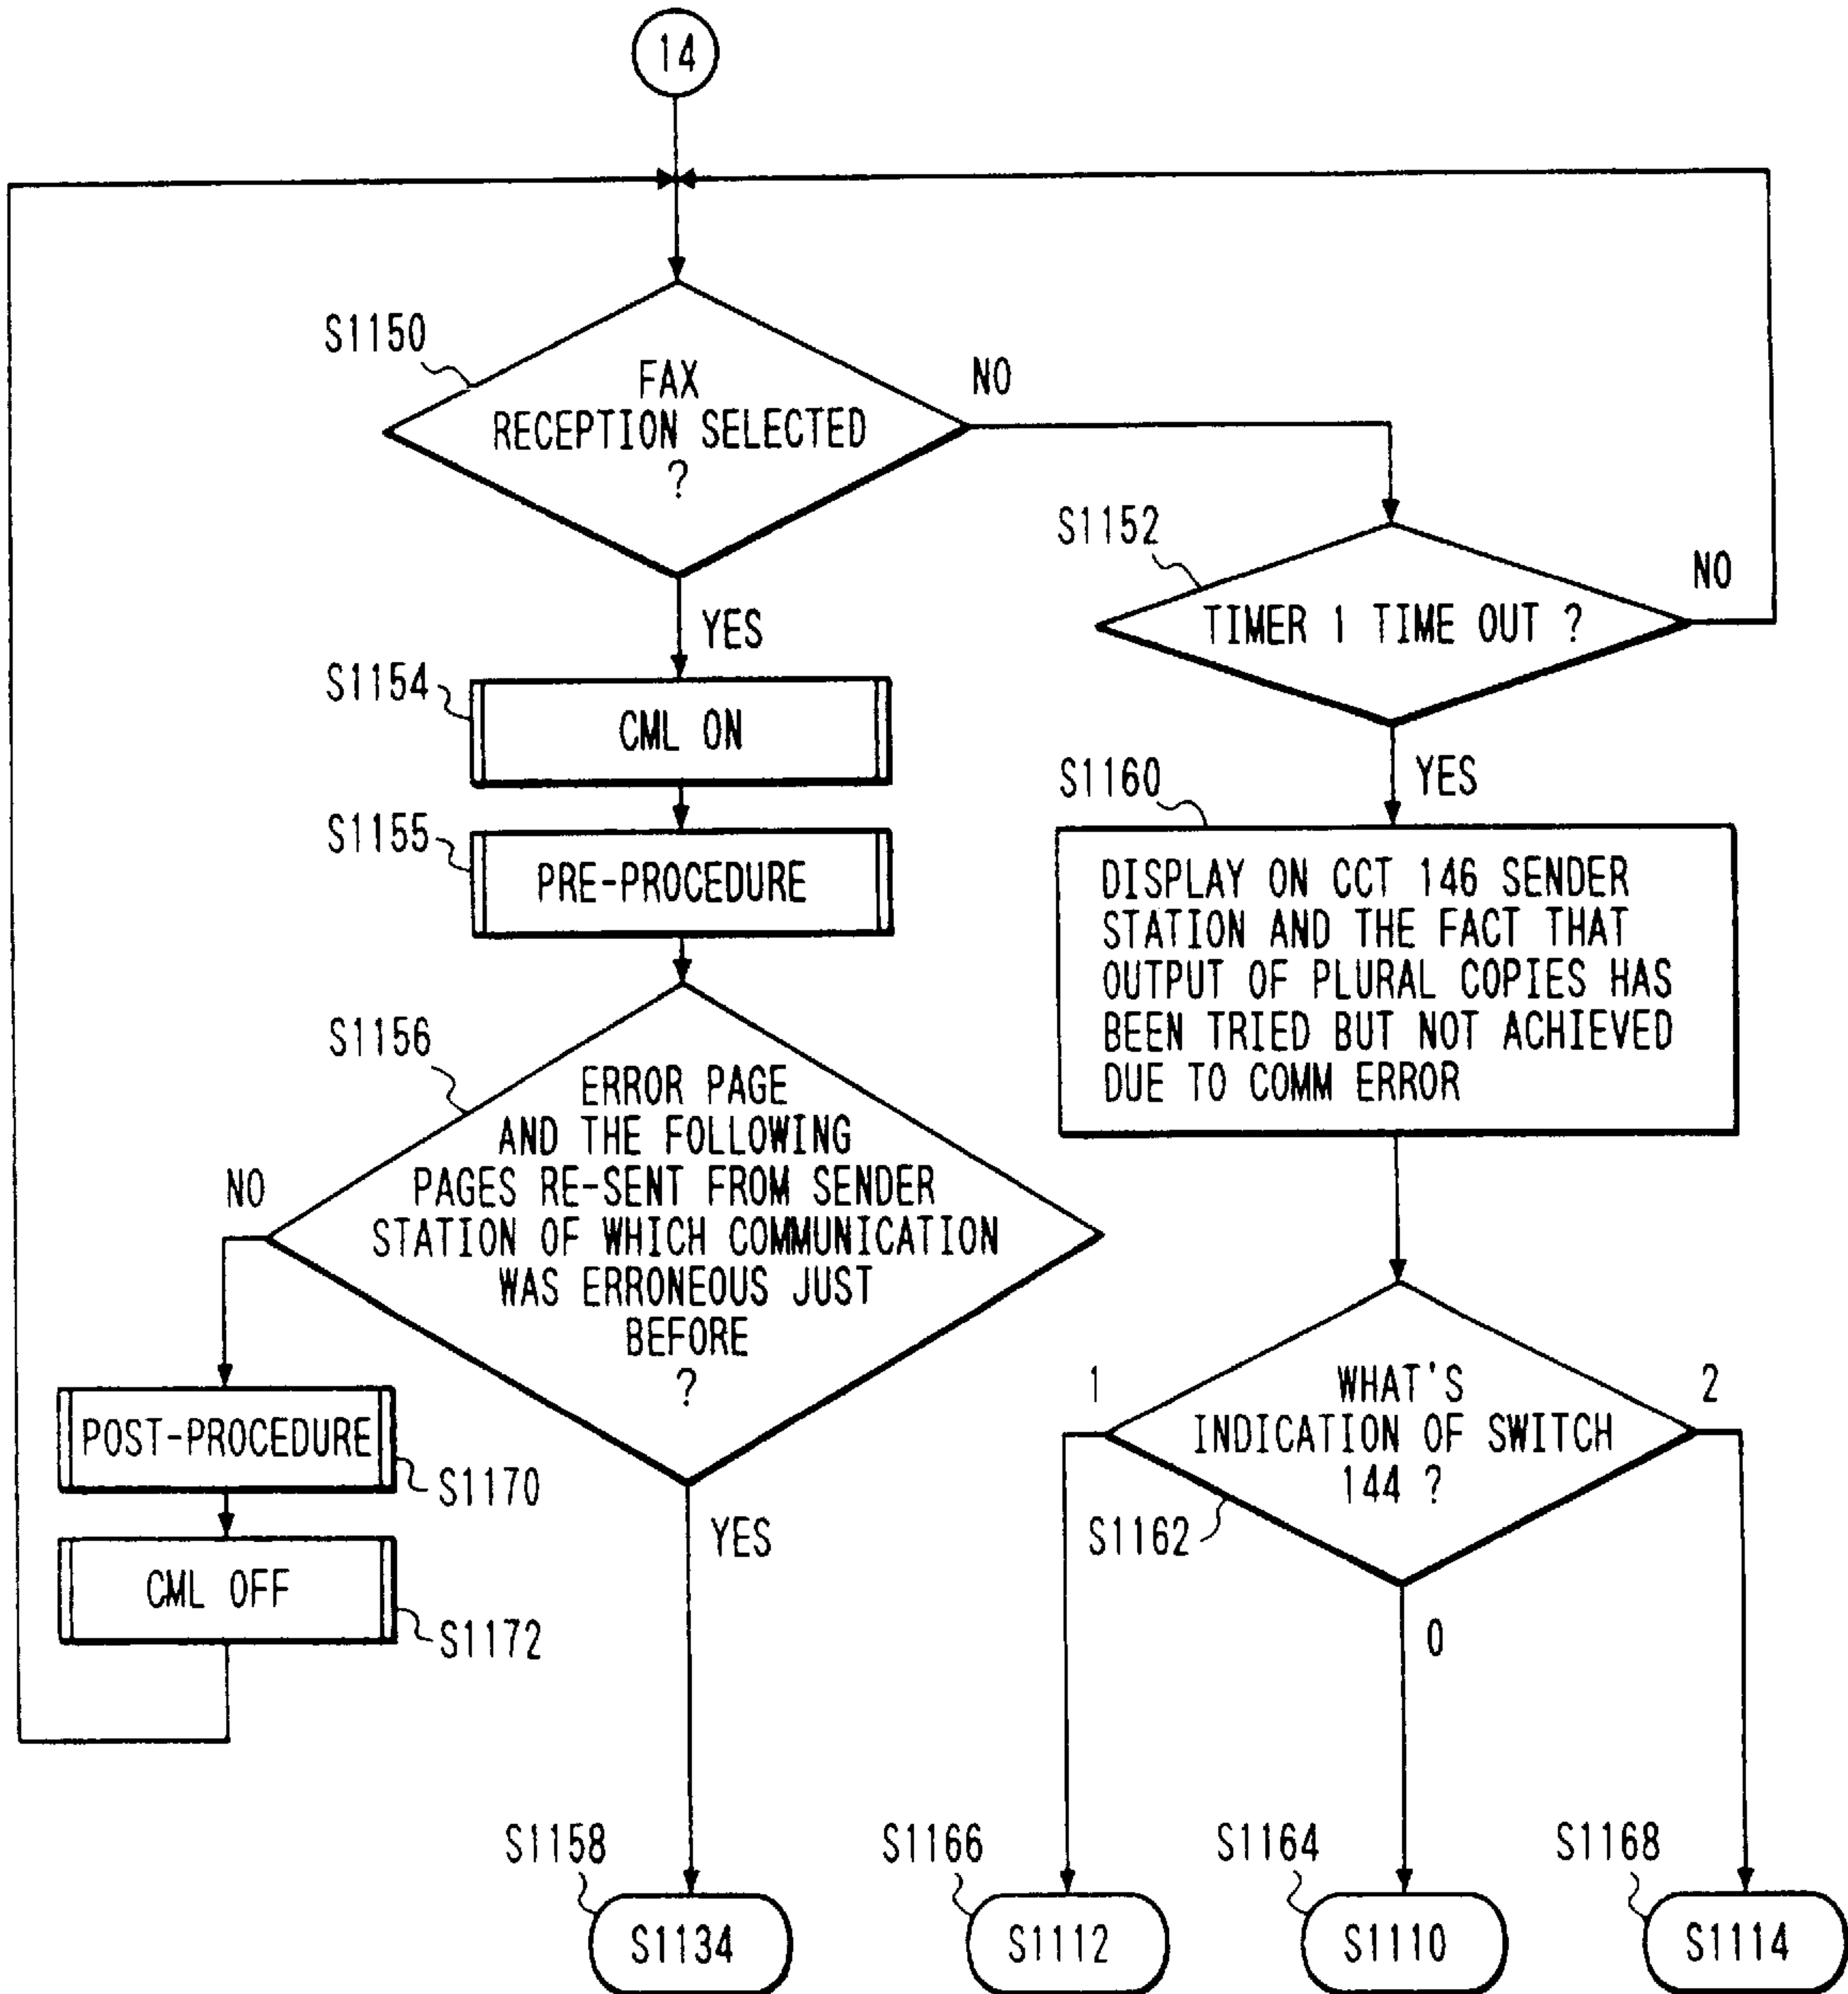 14
S1150
FAX
RECEPTION SELECTED
?
NO
YES
S1152
TIMER 1 TIME OUT ?
NO
YES
S1154
CML ON
S1155
PRE-PROCEDURE
S1160
DISPLAY ON CCT 146 SENDER
STATION AND THE FACT THAT
OUTPUT OF PLURAL COPIES HAS
BEEN TRIED BUT NOT ACHIEVED
DUE TO COMM ERROR
S1156
ERROR PAGE
AND THE FOLLOWING
PAGES RE-SENT FROM SENDER
STATION OF WHICH COMMUNICATION
WAS ERRONEOUS JUST
BEFORE
?
NO
YES
POST-PROCEDURE
S1170
CML OFF
S1172
WHAT'S
INDICATION OF SWITCH
144 ?
S1162
1
2
0
S1158
S1134
S1166
S1112
S1164
S1110
S1168
S1114